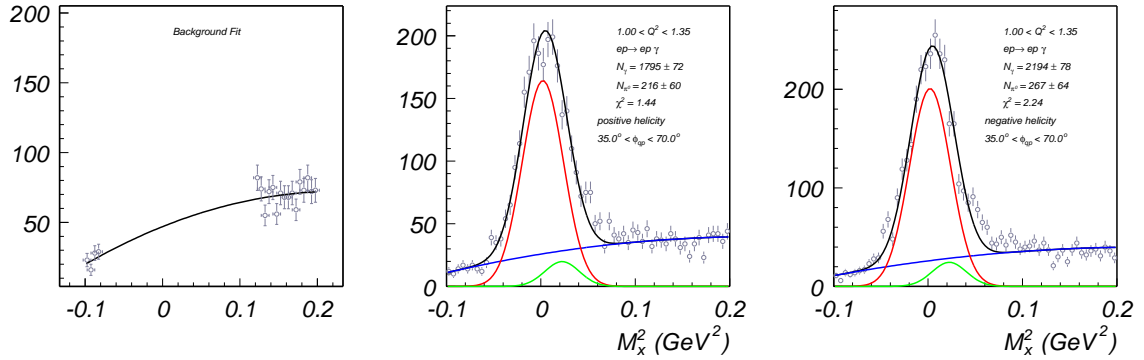 Background Fit
200
150
100
50
-0.1
0
0.1
0.2
1.00 < Q² < 1.35
ep→ ep γ
N_γ = 1795 ± 72
N_π⁰ = 216 ± 60
χ² = 1.44
positive helicity
35.0° < ϕ_qp < 70.0°
200
150
100
50
0
-0.1
0
0.1
0.2
M_x² (GeV²)
1.00 < Q² < 1.35
ep→ ep γ
N_γ = 2194 ± 78
N_π⁰ = 267 ± 64
χ² = 2.24
negative helicity
35.0° < ϕ_qp < 70.0°
200
100
0
-0.1
0
0.1
0.2
M_x² (GeV²)